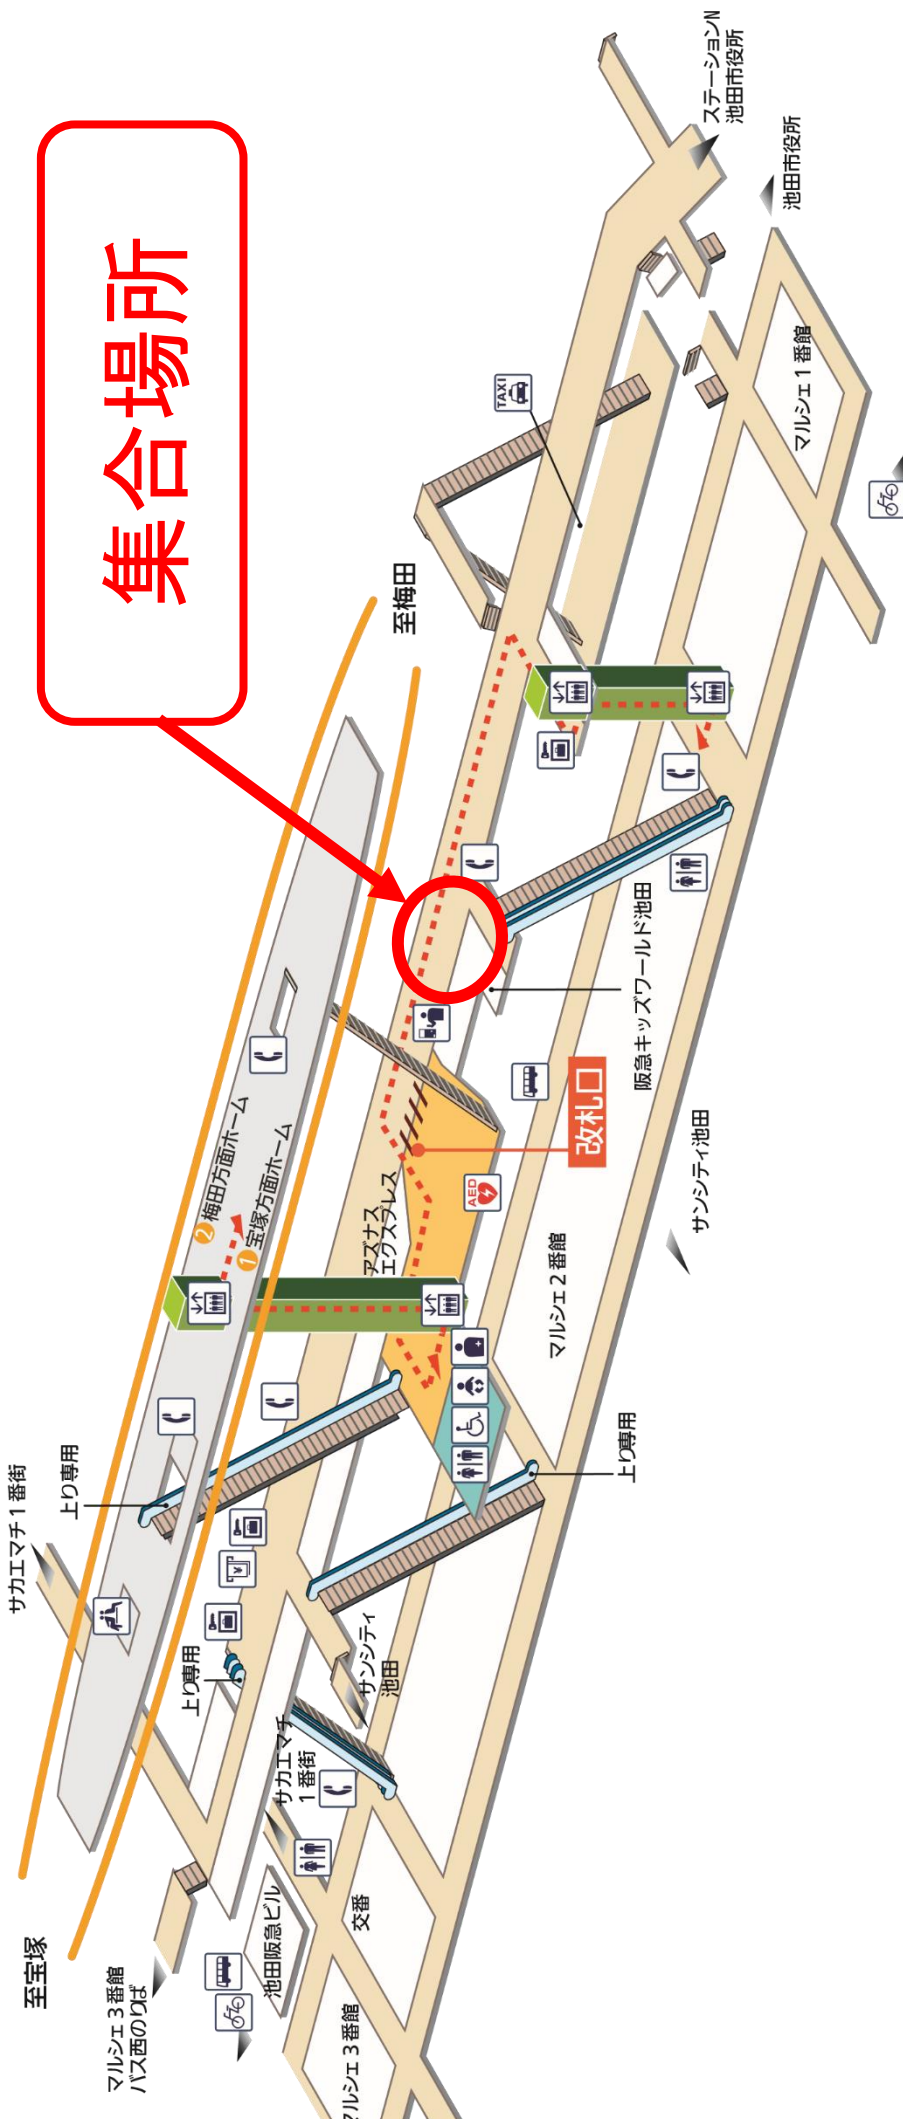 集合場所
至宝塚
至梅田
マルシェ3番館
バス西のりば
サカエマチ1番街
上り専用
上り専用
②梅田方面ホーム
①宝塚方面ホーム
アズナス
エクスプレス
AED
改札口
TAXI
ステーションN
池田市役所
池田市役所
マルシェ1番館
阪急キッズワールド池田
サンシティ池田
マルシェ2番館
上り専用
サンシティ
池田
サカエマチ
1番街
池田阪急ビル
交番
マルシェ3番館